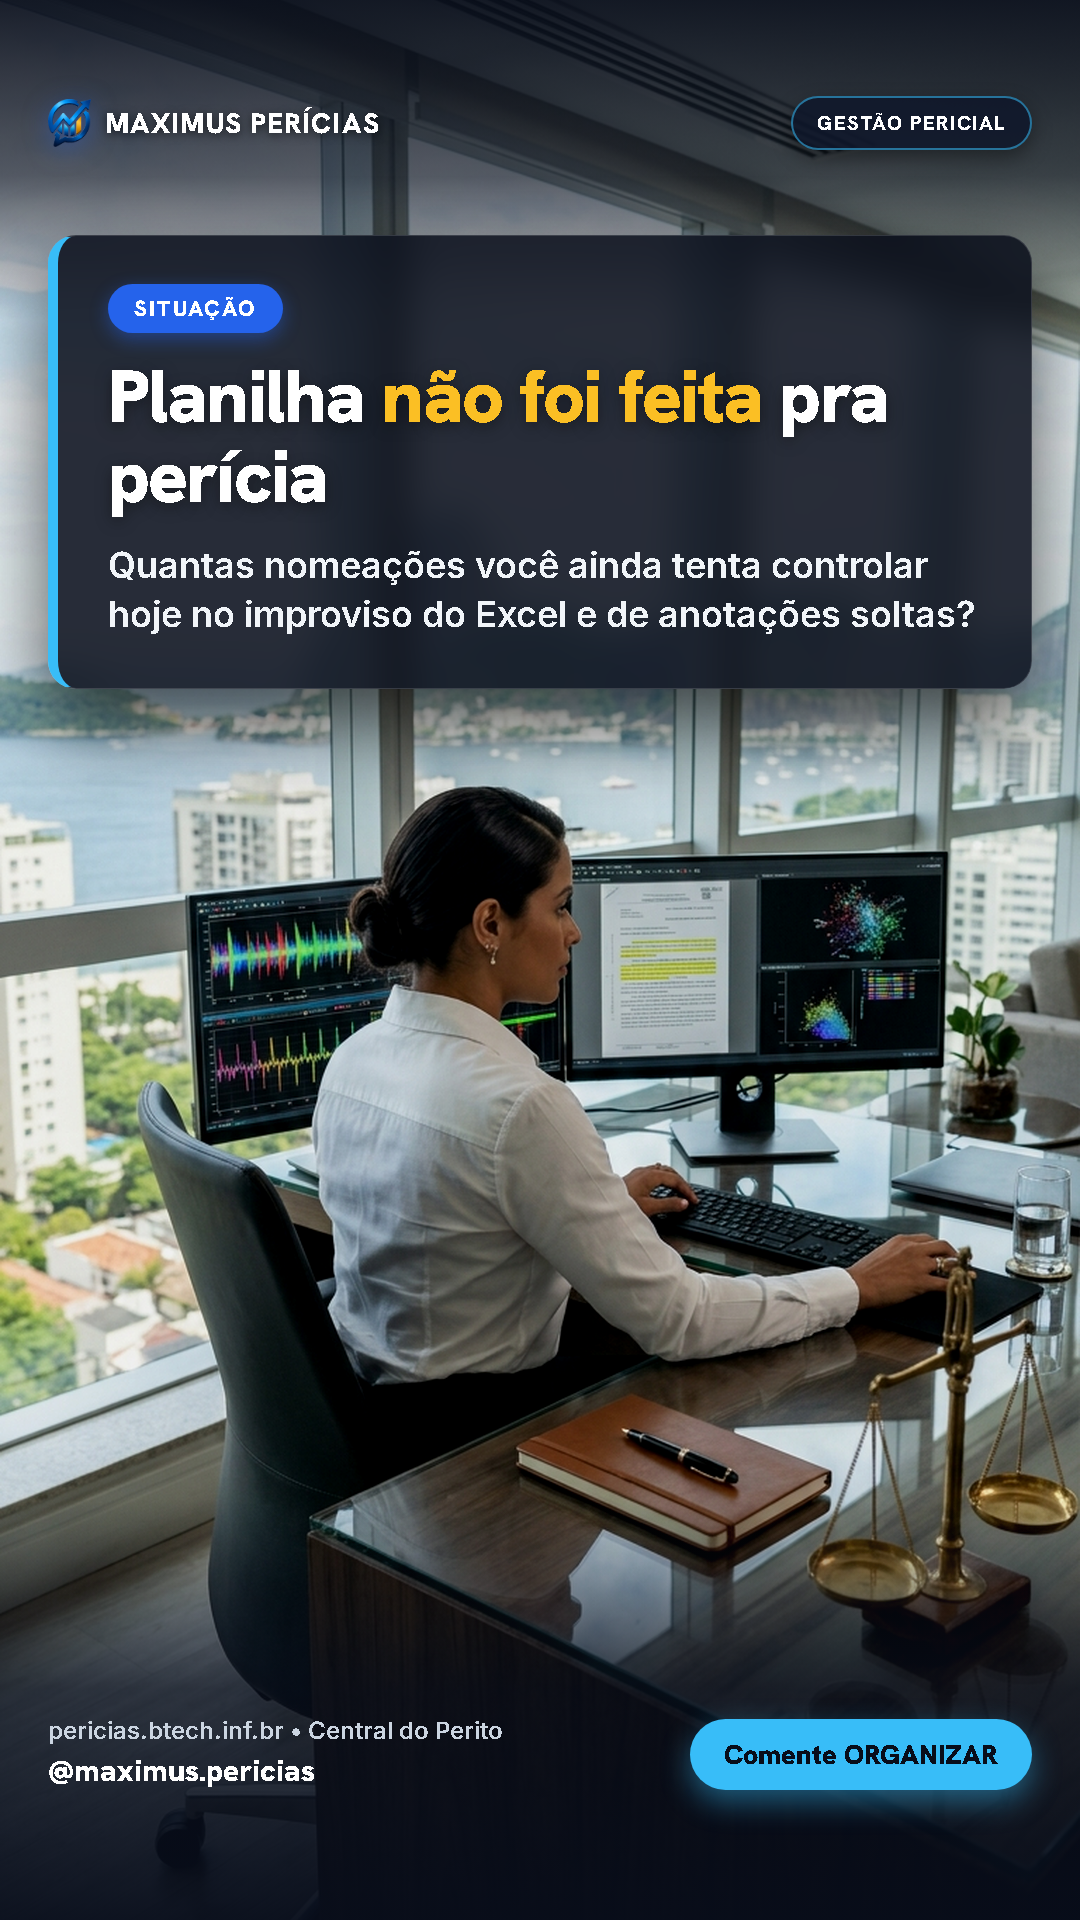 MAXIMUS PERÍCIAS
GESTÃO PERICIAL
SITUAÇÃO
Planilha não foi feita pra
perícia
Quantas nomeações você ainda tenta controlar
hoje no improviso do Excel e de anotações soltas?
pericias.btech.inf.br • Central do Perito
@maximus.pericias
Comente ORGANIZAR